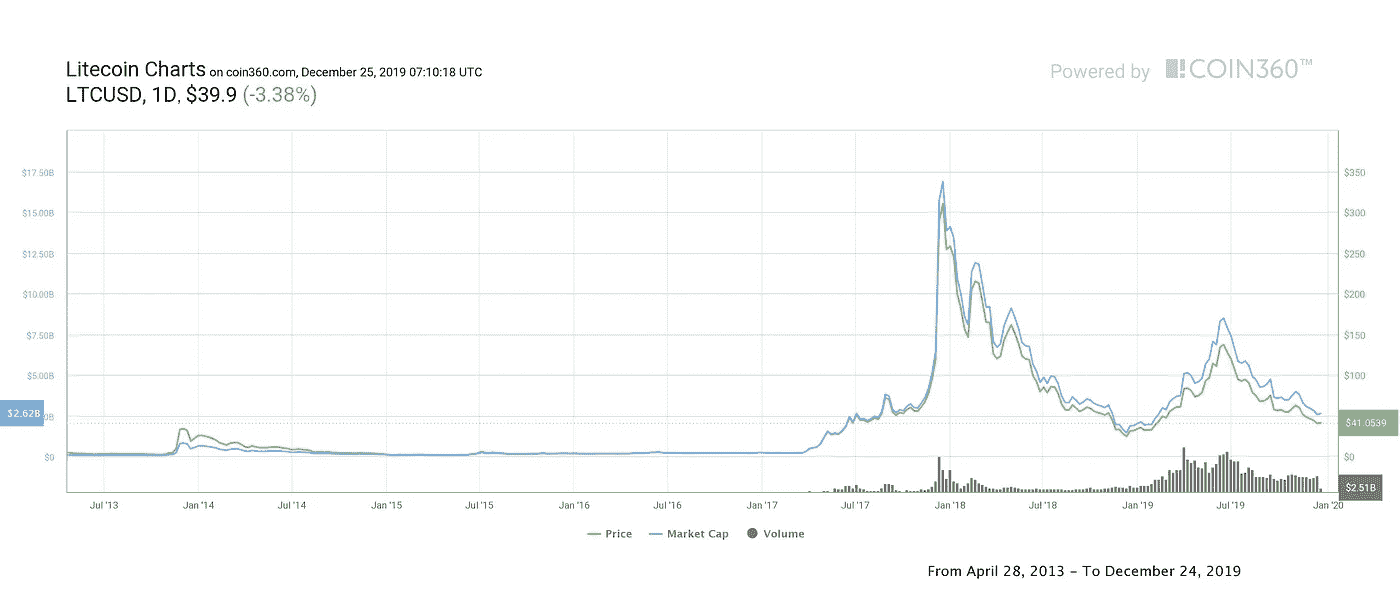 Litecoin Charts on coin360.com, December 25, 2019 07:10:18 UTC
LTCUSD, 1D, $39.9 (-3.38%)
Powered by COIN360™
$17.50B
$15.00B
$12.50B
$10.00B
$7.50B
$5.00B
$2.62B
$0
$350
$300
$250
$200
$150
$100
$41.0539
$0
$2.51B
Jul '13 Jan '14 Jul '14 Jan '15 Jul '15 Jan '16 Jul '16 Jan '17 Jul '17 Jan '18 Jul '18 Jan '19 Jul '19 Jan '20
Price Market Cap Volume
From April 28, 2013 – To December 24, 2019